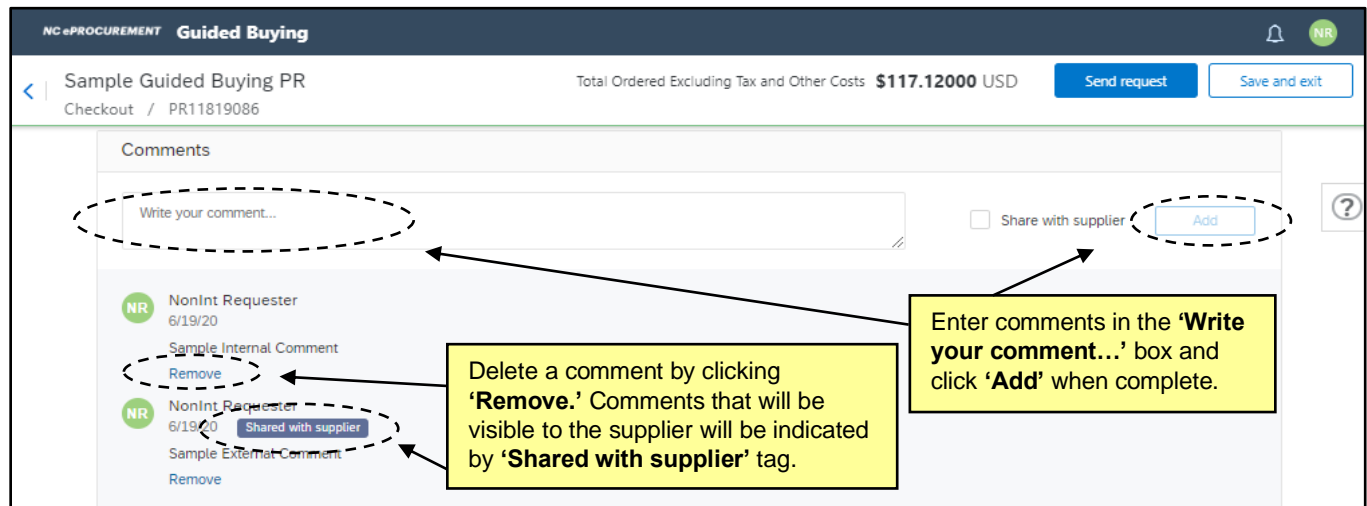 NC ePROCUREMENT Guided Buying
NR
Sample Guided Buying PR
Total Ordered Excluding Tax and Other Costs $117.12000 USD
Send request
Save and exit
Checkout / PR11819086
Comments
Write your comment...
Share with supplier
Add
?
NR
NonInt Requester
6/19/20
Sample Internal Comment
Remove
NR
NonInt Requester
6/19/20 Shared with supplier
Sample External Comment
Remove
Delete a comment by clicking
‘Remove.’ Comments that will be
visible to the supplier will be indicated
by ‘Shared with supplier’ tag.
Enter comments in the ‘Write
your comment…’ box and
click ‘Add’ when complete.